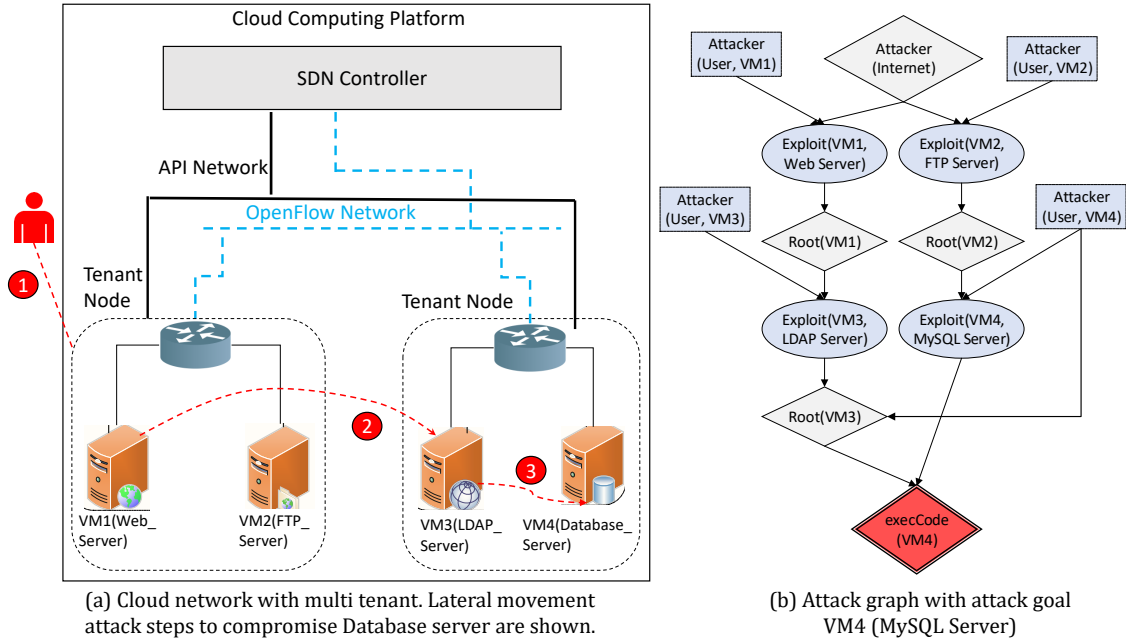 Cloud Computing Platform
SDN Controller
API Network
OpenFlow Network
1
Tenant
Node
Tenant Node
2
3
VM1(Web_
Server)
VM2(FTP_
Server)
VM3(LDAP_
Server)
VM4(Database_
Server)
(a) Cloud network with multi tenant. Lateral movement
attack steps to compromise Database server are shown.
Attacker
(User, VM1)
Attacker
(Internet)
Attacker
(User, VM2)
Exploit(VM1,
Web Server)
Exploit(VM2,
FTP Server)
Attacker
(User, VM3)
Attacker
(User, VM4)
Root(VM1)
Root(VM2)
Exploit(VM3,
LDAP Server)
Exploit(VM4,
MySQL Server)
Root(VM3)
execCode
(VM4)
(b) Attack graph with attack goal
VM4 (MySQL Server)